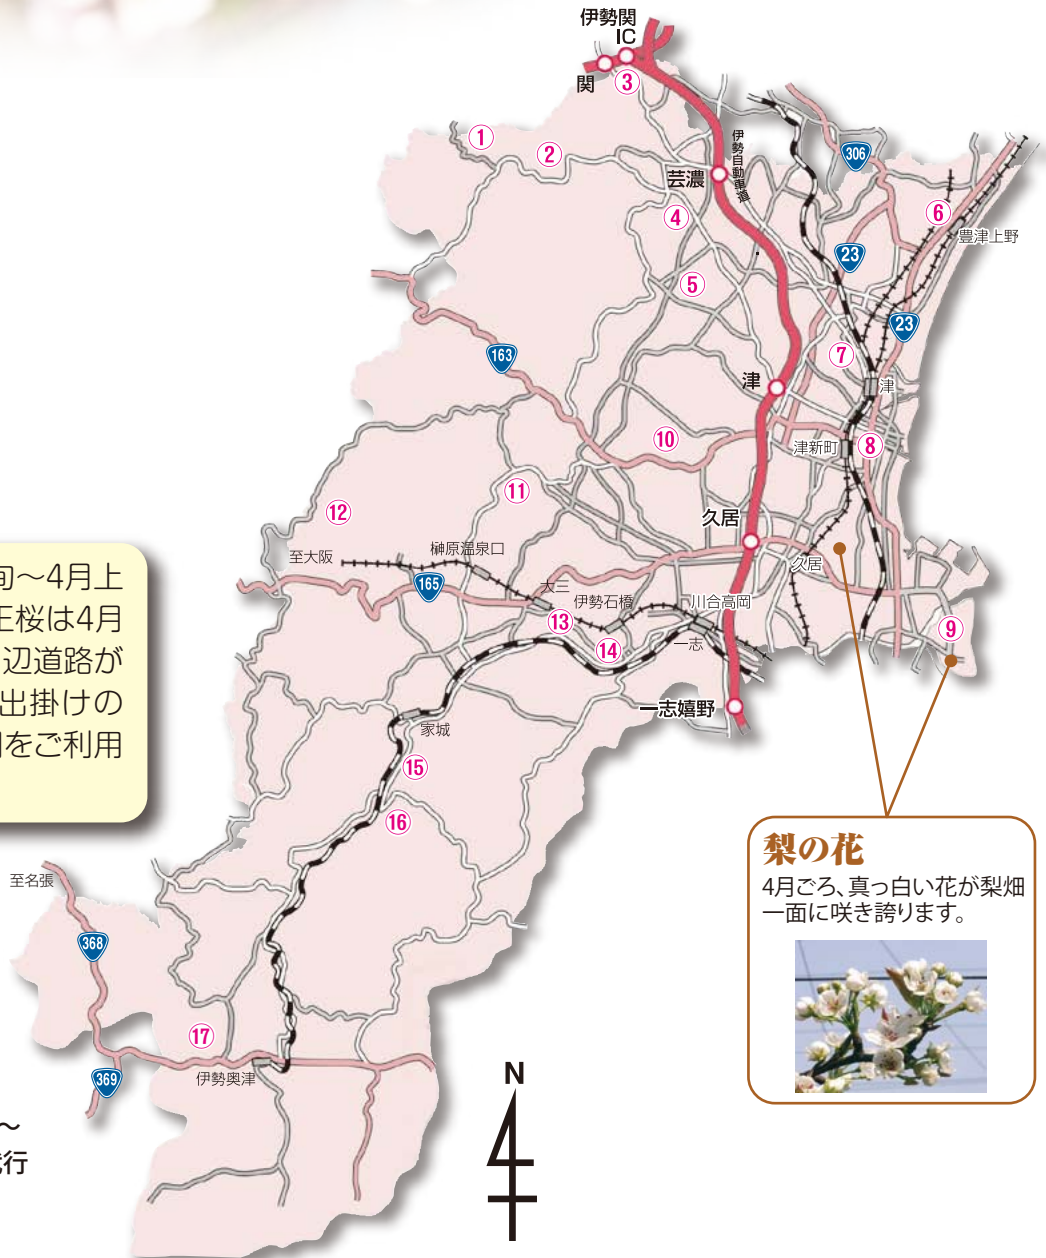 伊勢関
IC
関
③
①
②
伊勢自動車道
306
芸濃
④
⑥
豊津上野
23
⑤
23
163
⑦
津
津
⑩
津新町
⑧
⑪
⑫
久居
至大阪
榊原温泉口
久居
165
大三
伊勢石橋
川合高岡
⑬
⑭
一志
⑨
旬～4月上
正桜は4月
辺道路が
出掛けの
用をご利用
一志嬉野
家城
⑮
⑯
至名張
368
⑰
369
伊勢奥津
～
行
N
梨の花
4月ごろ、真っ白い花が梨畑
一面に咲き誇ります。